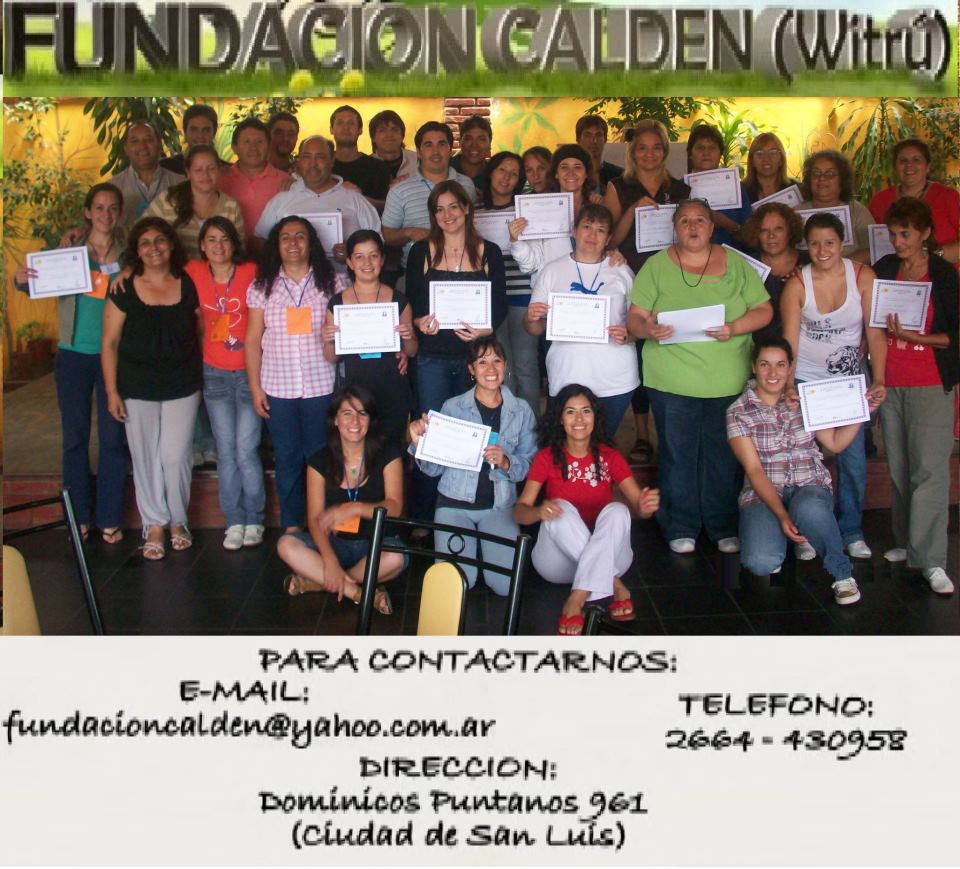 FUNDACION CALDEN (Witrú)
PARA CONTACTARNOS:
E-MAIL:
fundacioncalden@yahoo.com.ar
TELEFONO:
2664 - 430958
DIRECCION:
Dominicos Puntanos 961
(Ciudad de San Luis)